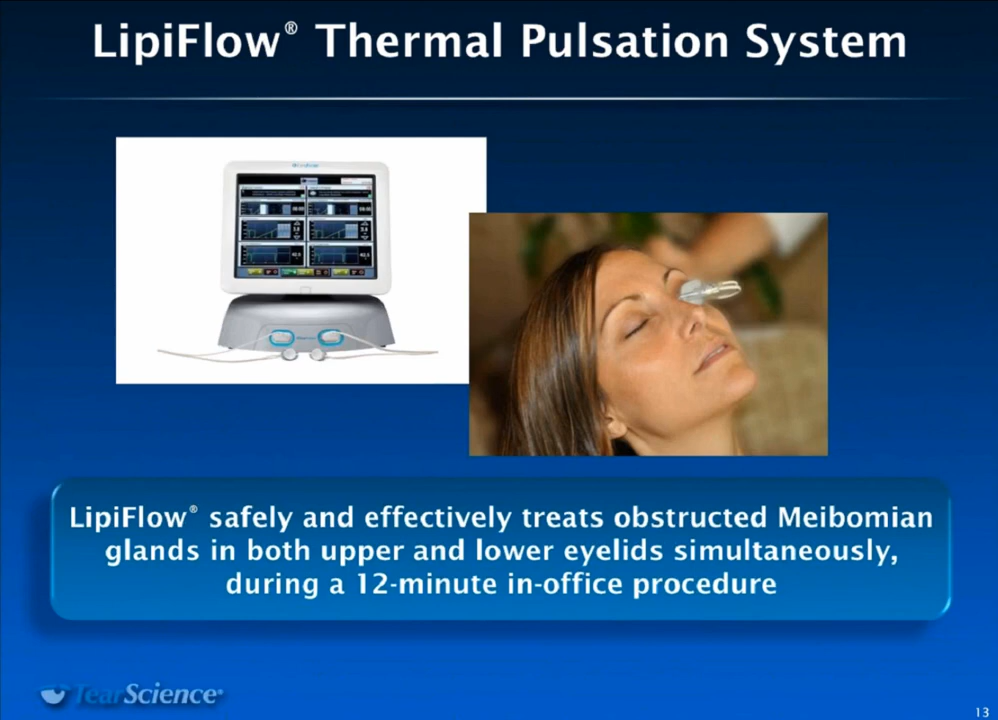 LipiFlow® Thermal Pulsation System
LipiFlow® safely and effectively treats obstructed Meibomian
glands in both upper and lower eyelids simultaneously,
during a 12-minute in-office procedure
TearScience®
13